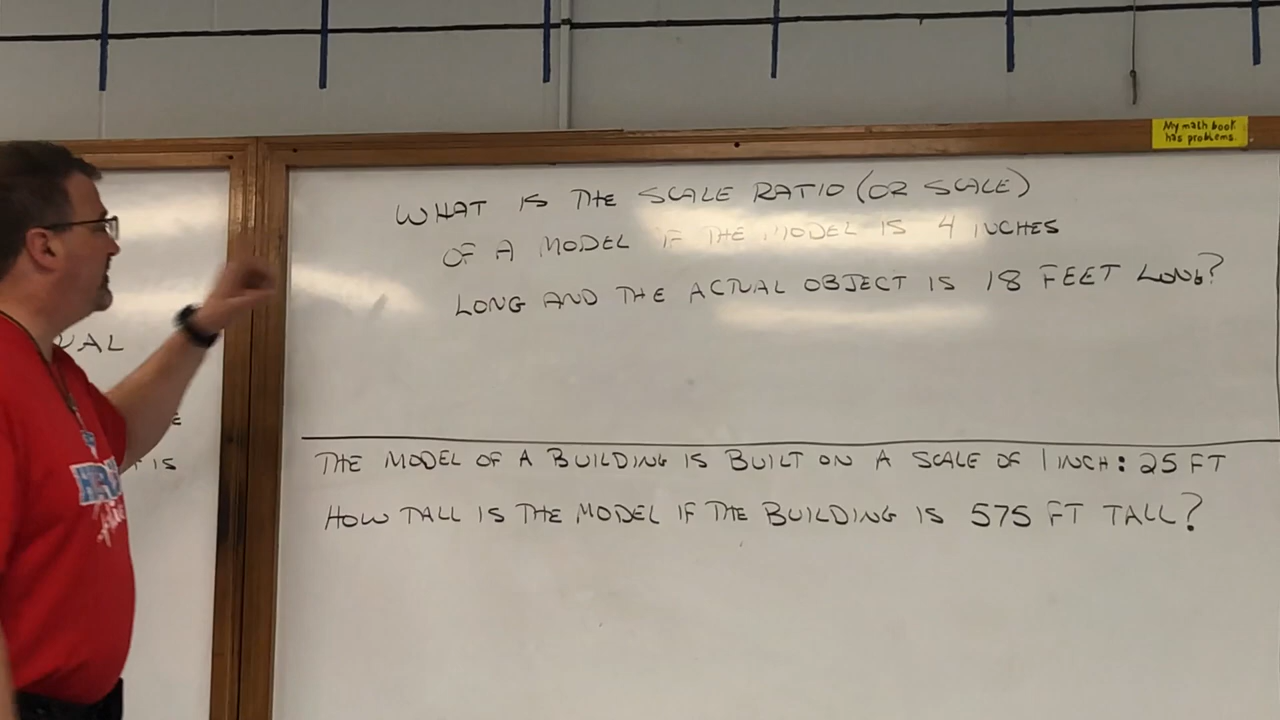 My math book
has problems.
WHAT IS THE SCALE RATIO (OR SCALE)
OF A MODEL IF THE MODEL IS 4 INCHES
LONG AND THE ACTUAL OBJECT IS 18 FEET LONG?
THE MODEL OF A BUILDING IS BUILT ON A SCALE OF 1 INCH : 25 FT
HOW TALL IS THE MODEL IF THE BUILDING IS 575 FT TALL?
IS